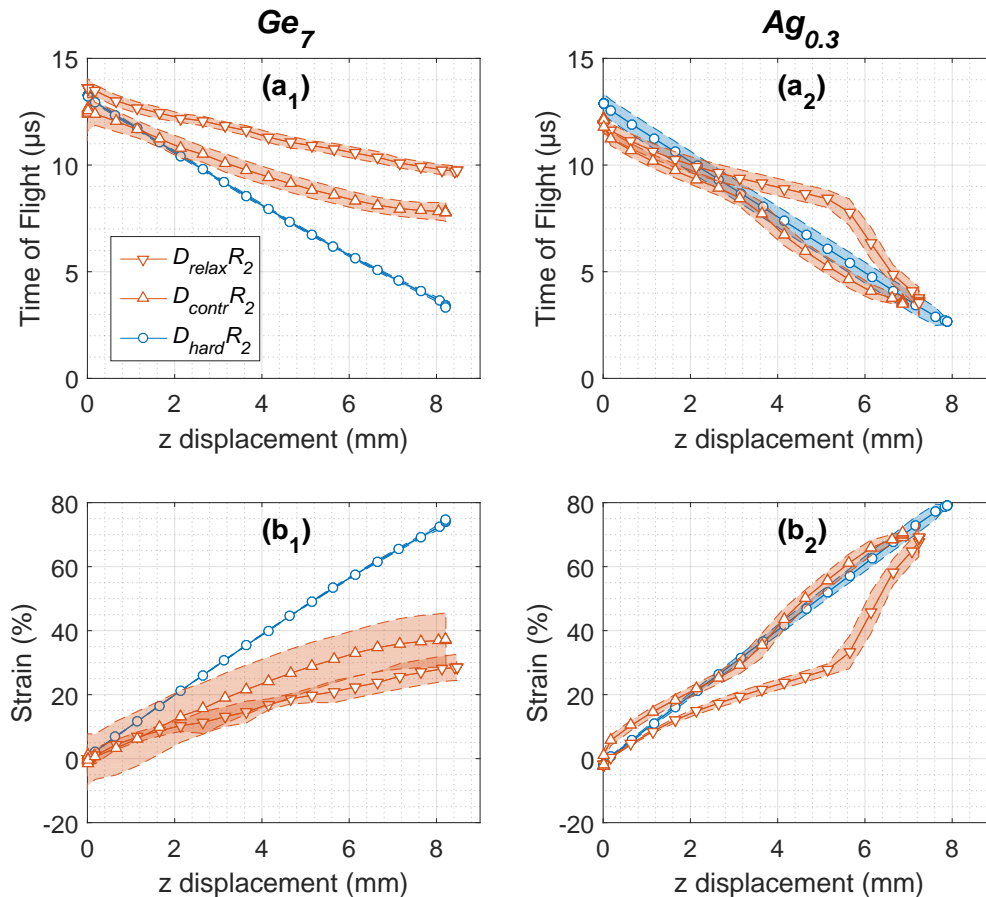 Ge7
Ag0.3
(a1)
(a2)
15
10
5
0
Time of Flight (μs)
DrelaxR2
DcontrR2
DhardR2
0 2 4 6 8
z displacement (mm)
15
10
5
0
Time of Flight (μs)
0 2 4 6 8
z displacement (mm)
(b1)
(b2)
80
60
40
20
0
-20
Strain (%)
0 2 4 6 8
z displacement (mm)
80
60
40
20
0
-20
Strain (%)
0 2 4 6 8
z displacement (mm)